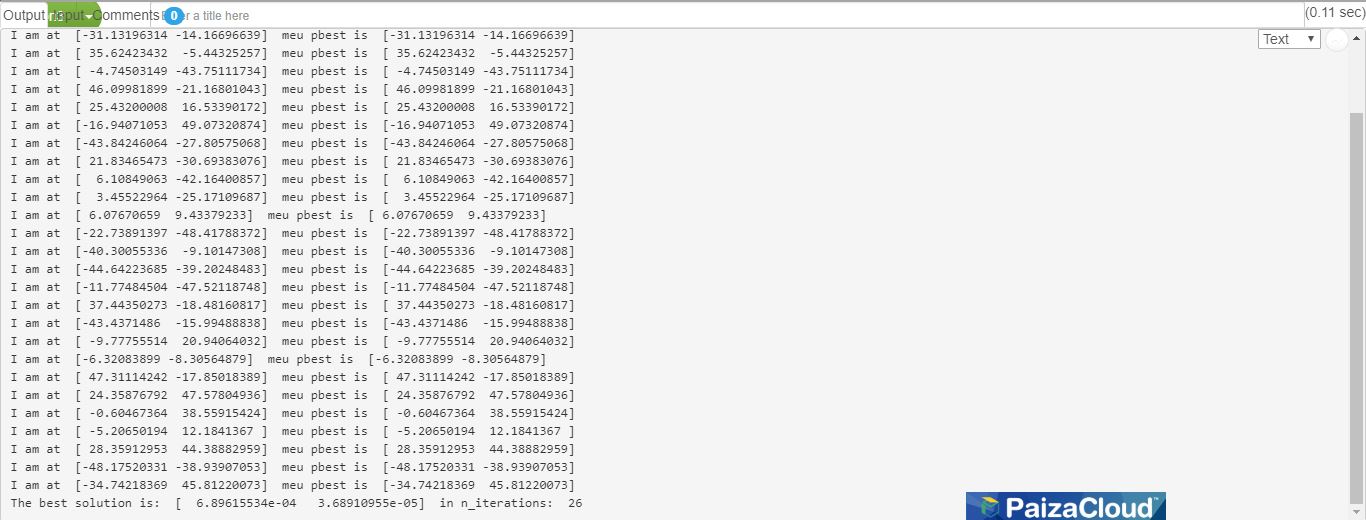 Output Input Comments 0 r a title here (0.11 sec)
Text
I am at  [-31.13196314 -14.16696639]  meu pbest is  [-31.13196314 -14.16696639]
I am at  [ 35.62423432  -5.44325257]  meu pbest is  [ 35.62423432  -5.44325257]
I am at  [ -4.74503149 -43.75111734]  meu pbest is  [ -4.74503149 -43.75111734]
I am at  [ 46.09981899 -21.16801043]  meu pbest is  [ 46.09981899 -21.16801043]
I am at  [ 25.43200008  16.53390172]  meu pbest is  [ 25.43200008  16.53390172]
I am at  [-16.94071053  49.07320874]  meu pbest is  [-16.94071053  49.07320874]
I am at  [-43.84246064 -27.80575068]  meu pbest is  [-43.84246064 -27.80575068]
I am at  [ 21.83465473 -30.69383076]  meu pbest is  [ 21.83465473 -30.69383076]
I am at  [  6.10849063 -42.16400857]  meu pbest is  [  6.10849063 -42.16400857]
I am at  [  3.45522964 -25.17109687]  meu pbest is  [  3.45522964 -25.17109687]
I am at  [ 6.07670659  9.43379233]  meu pbest is  [ 6.07670659  9.43379233]
I am at  [-22.73891397 -48.41788372]  meu pbest is  [-22.73891397 -48.41788372]
I am at  [-40.30055336  -9.10147308]  meu pbest is  [-40.30055336  -9.10147308]
I am at  [-44.64223685 -39.20248483]  meu pbest is  [-44.64223685 -39.20248483]
I am at  [-11.77484504 -47.52118748]  meu pbest is  [-11.77484504 -47.52118748]
I am at  [ 37.44350273 -18.48160817]  meu pbest is  [ 37.44350273 -18.48160817]
I am at  [-43.4371486  -15.99488838]  meu pbest is  [-43.4371486  -15.99488838]
I am at  [ -9.77755514  20.94064032]  meu pbest is  [ -9.77755514  20.94064032]
I am at  [-6.32083899 -8.30564879]  meu pbest is  [-6.32083899 -8.30564879]
I am at  [ 47.31114242 -17.85018389]  meu pbest is  [ 47.31114242 -17.85018389]
I am at  [ 24.35876792  47.57804936]  meu pbest is  [ 24.35876792  47.57804936]
I am at  [ -0.60467364  38.55915424]  meu pbest is  [ -0.60467364  38.55915424]
I am at  [ -5.20650194  12.1841367 ]  meu pbest is  [ -5.20650194  12.1841367 ]
I am at  [ 28.35912953  44.38882959]  meu pbest is  [ 28.35912953  44.38882959]
I am at  [-48.17520331 -38.93907053]  meu pbest is  [-48.17520331 -38.93907053]
I am at  [-34.74218369  45.81220073]  meu pbest is  [-34.74218369  45.81220073]
The best solution is:  [  6.89615534e-04   3.68910955e-05]  in n_iterations:  26
PaizaCloud